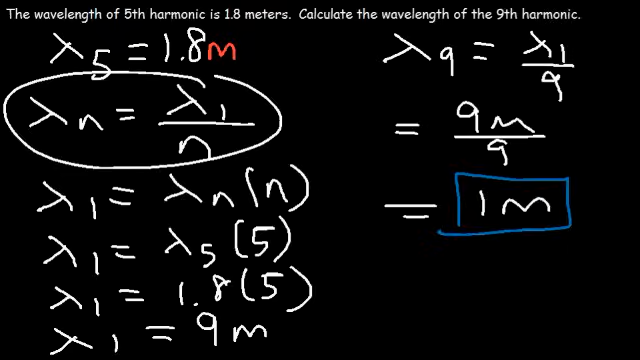 The wavelength of 5th harmonic is 1.8 meters. Calculate the wavelength of the 9th harmonic.
λ₅ = 1.8m
λn = λ₁/n
λ₁ = λn(n)
λ₁ = λ₅(5)
λ₁ = 1.8(5)
λ₁ = 9m
λ₉ = λ₁/9
= 9m/9
= 1m